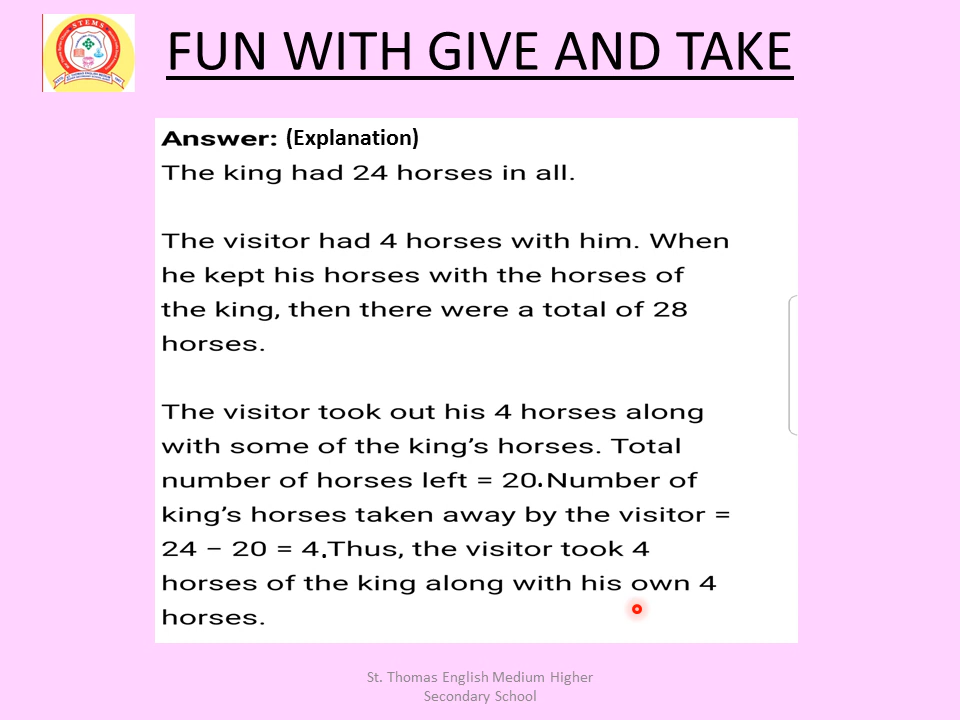 STEMS
FUN WITH GIVE AND TAKE
Answer: (Explanation)
The king had 24 horses in all.
The visitor had 4 horses with him. When
he kept his horses with the horses of
the king, then there were a total of 28
horses.
The visitor took out his 4 horses along
with some of the king's horses. Total
number of horses left = 20.Number of
king's horses taken away by the visitor =
24 – 20 = 4.Thus, the visitor took 4
horses of the king along with his own 4
horses.
St. Thomas English Medium Higher
Secondary School